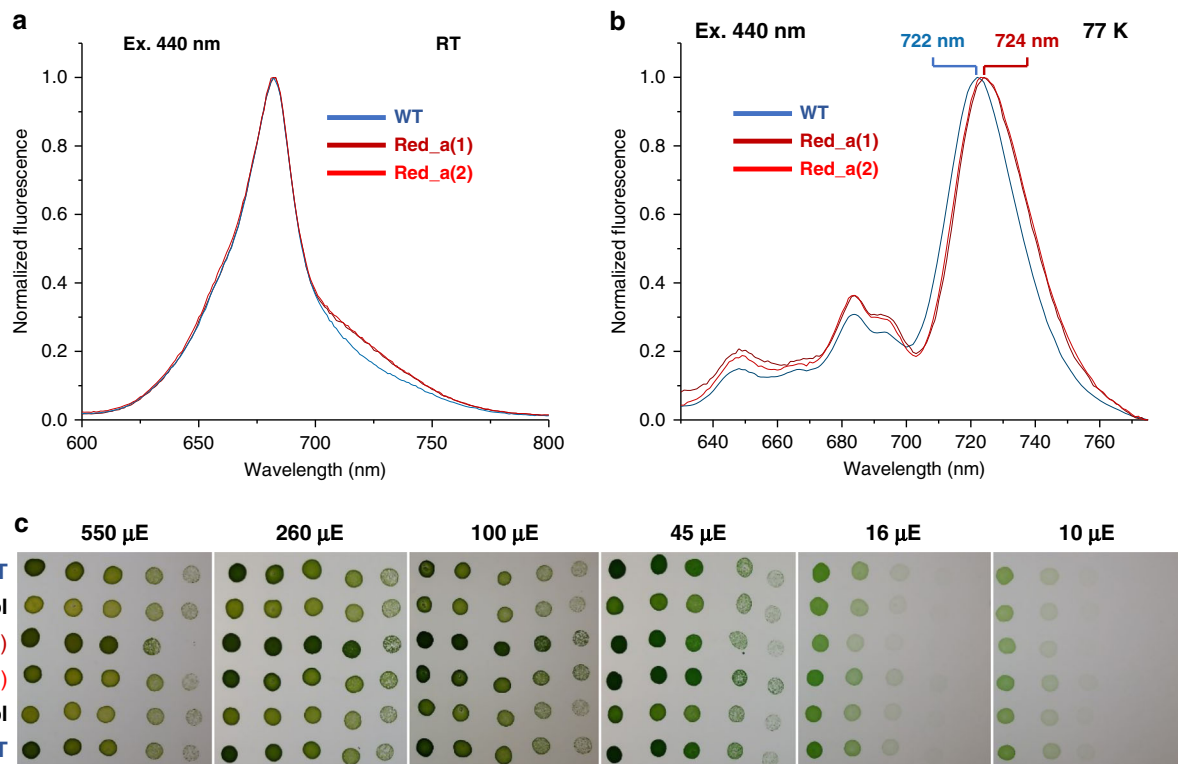 a
Ex. 440 nm
RT
WT
Red_a(1)
Red_a(2)
Normalized fluorescence
1.0
0.8
0.6
0.4
0.2
0.0
600
650
700
750
800
Wavelength (nm)
b
Ex. 440 nm
722 nm
724 nm
77 K
WT
Red_a(1)
Red_a(2)
Normalized fluorescence
1.0
0.8
0.6
0.4
0.2
0.0
640
660
680
700
720
740
760
Wavelength (nm)
c
550 µE
260 µE
100 µE
45 µE
16 µE
10 µE
T
ol
)
)
ol
T